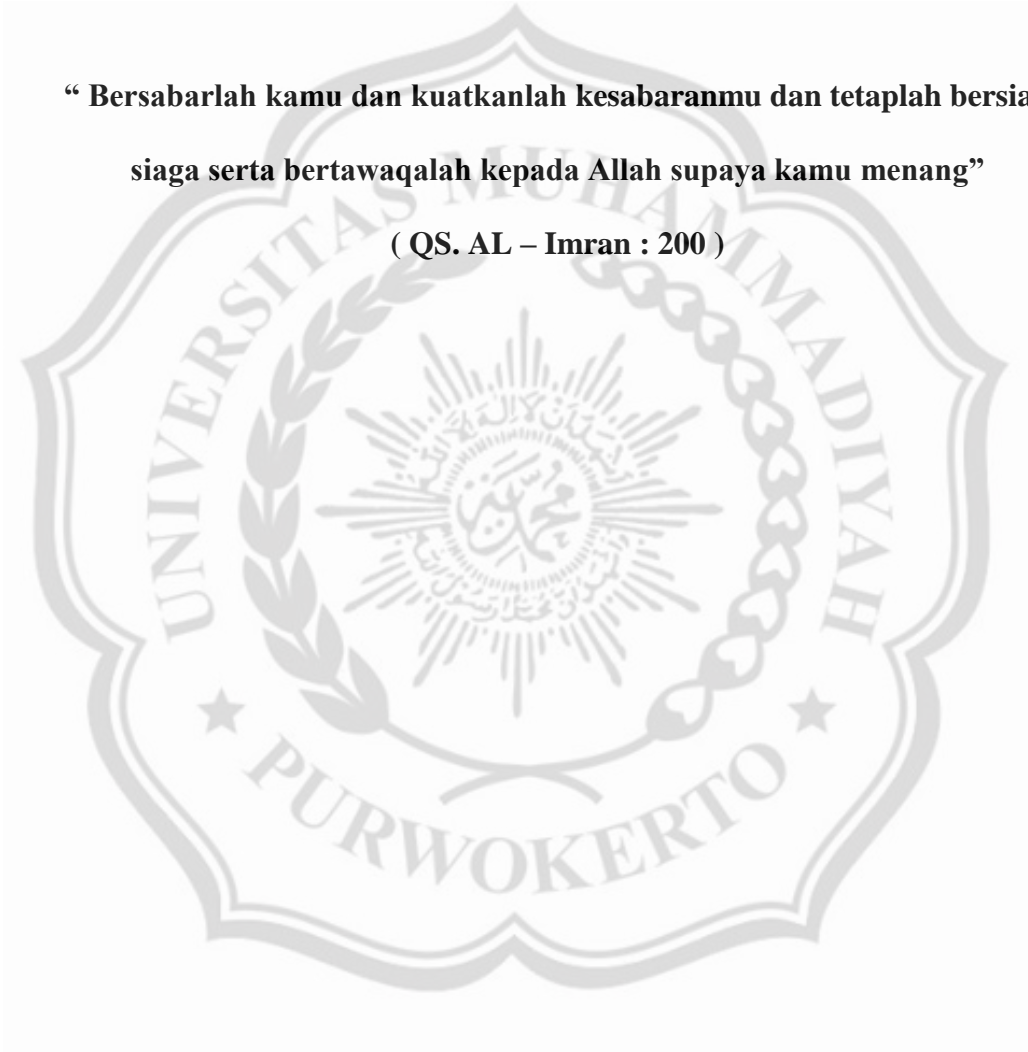 “ Bersabarlah kamu dan kuatkanlah kesabaranmu dan tetaplah bersia
siaga serta bertawaqalah kepada Allah supaya kamu menang”
( QS. AL – Imran : 200 )
UNIVERSITAS MUHAMMADIYAH
PURWOKERTO